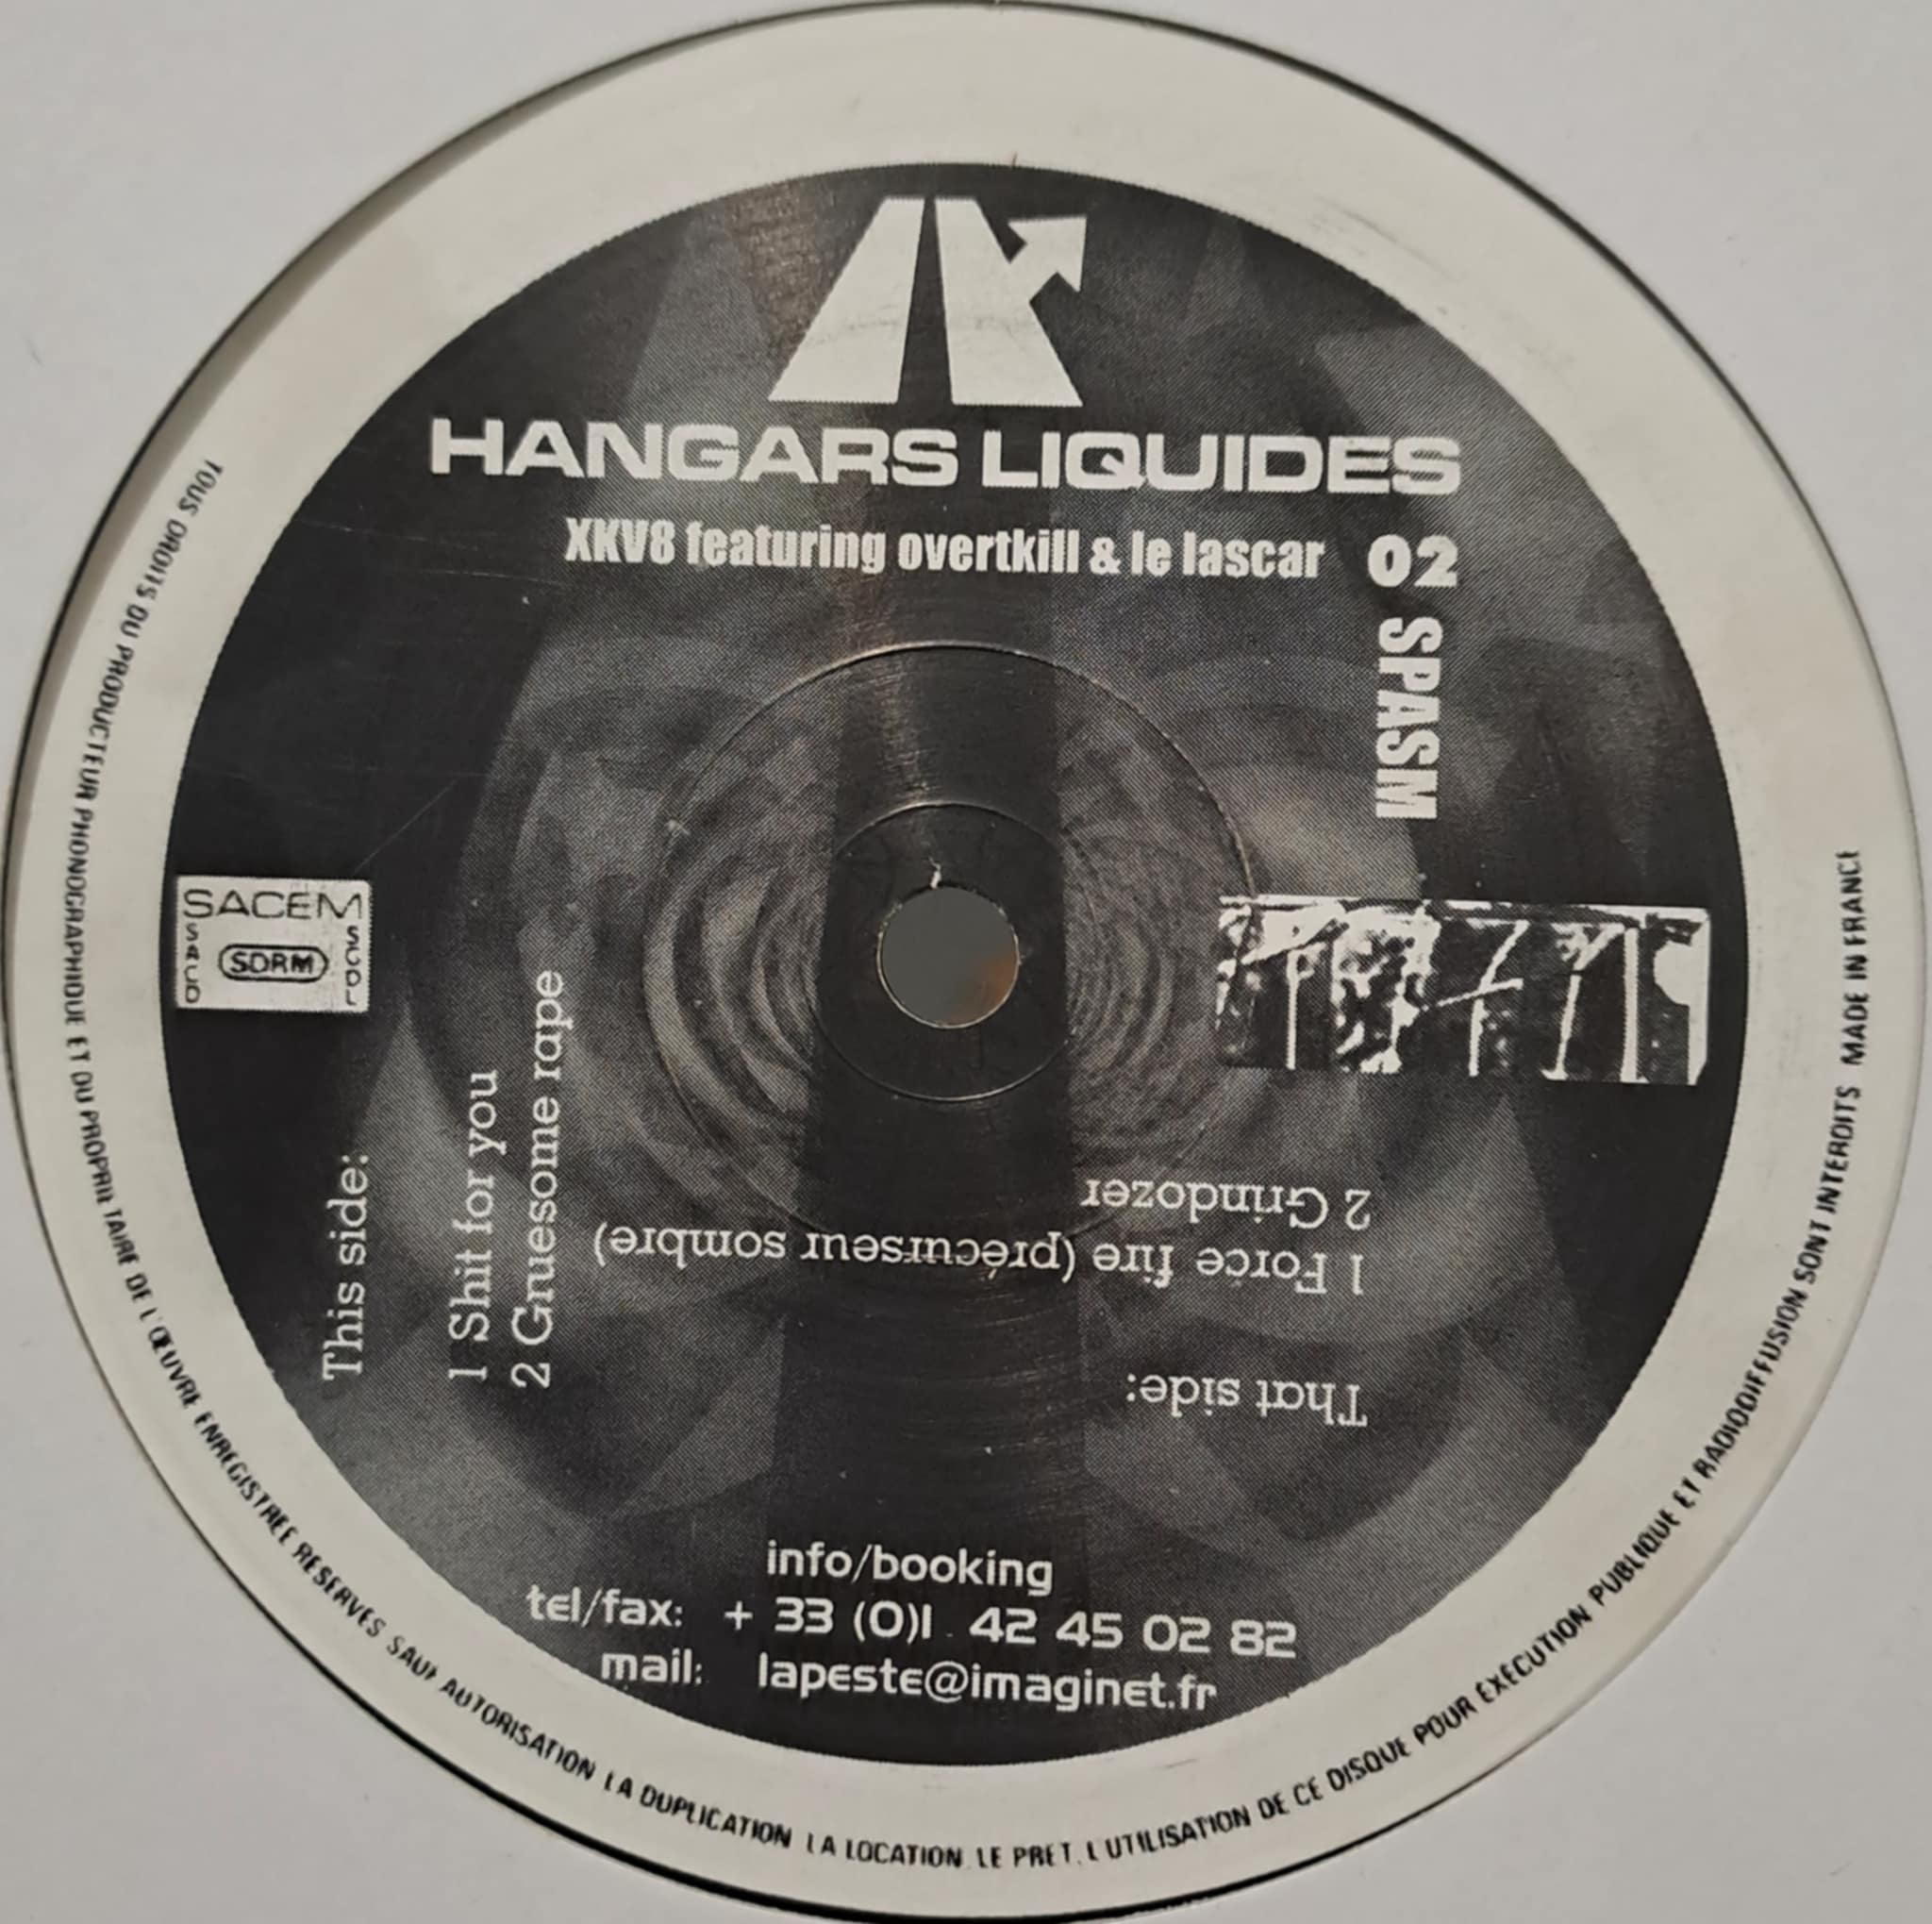 HANGARS LIQUIDES
XKV8 featuring overtkill & le lascar 02
SPASM
SACEM
SACD
SDRM
SCDL
This side:
1 Shit for you
2 Gruesome rape
That side:
1 Force fire (précurseur sombre)
2 Grindozer
info/booking
tel/fax: + 33 (0)1 . 42 45 02 82
mail: lapeste@imaginet.fr
TOUS DROITS DU PRODUCTEUR PHONOGRAPHIQUE ET DU PROPRIETAIRE DE L'ŒUVRE ENREGISTREE RESERVES SAUF AUTORISATION LA DUPLICATION LA LOCATION LE PRET, L'UTILISATION DE CE DISQUE POUR EXÉCUTION PUBLIQUE ET RADIODIFFUSION SONT INTERDITS MADE IN FRANCE